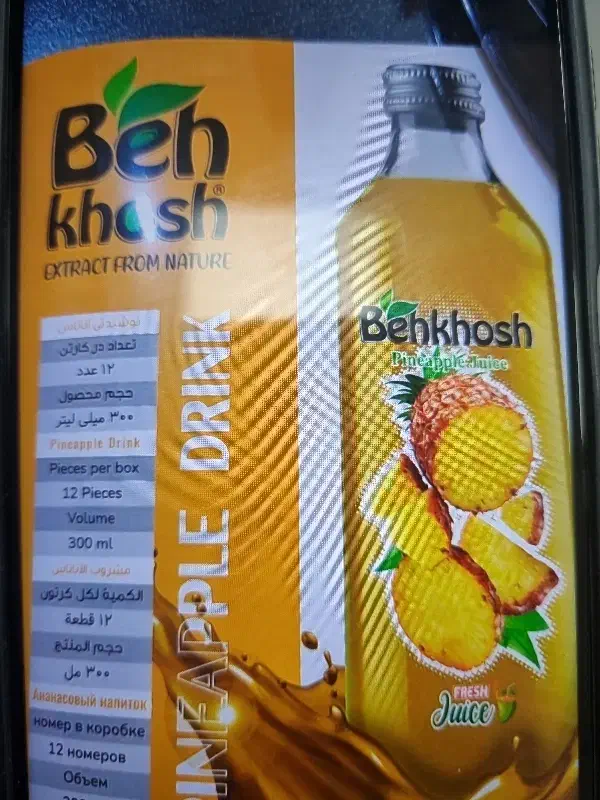 Beh
khosh®
EXTRACT FROM NATURE
نوشیدنی آناناس
تعداد در کارتن
۱۲ عدد
حجم محصول
۳۰۰ میلی لیتر
Pineapple Drink
Pieces per box
12 Pieces
Volume
300 ml
مشروب الأناناس
الكمية لكل كرتون
۱۲ قطعة
حجم المنتج
۳۰۰ مل
Ананасовый напиток
номер в коробке
12 номеров
Объем
PINEAPPLE DRINK
Behkhosh
Pineapple Juice
FRESH
Juice